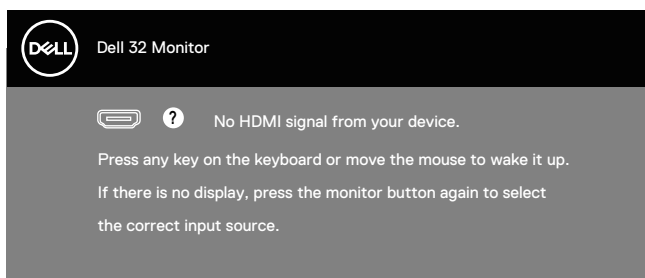 DELL
Dell 32 Monitor
? No HDMI signal from your device.
Press any key on the keyboard or move the mouse to wake it up.
If there is no display, press the monitor button again to select
the correct input source.